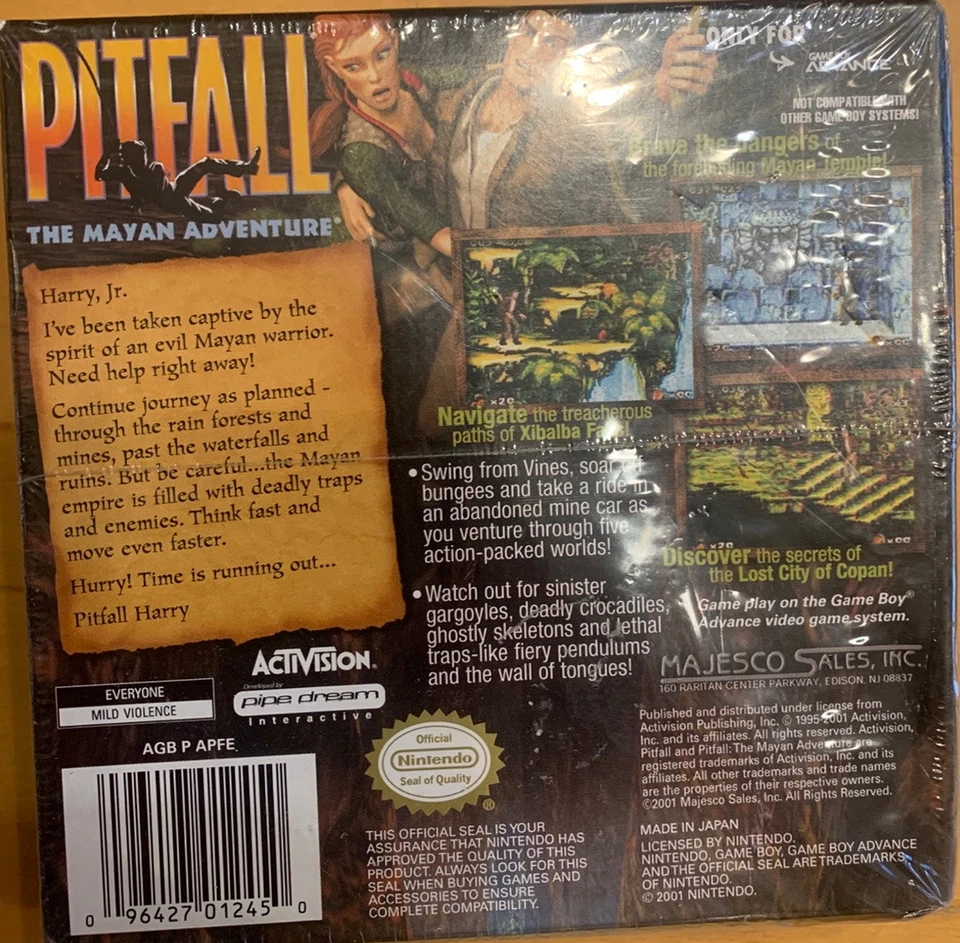 PITFALL
THE MAYAN ADVENTURE®
ONLY FOR
GAME BOY
ADVANCE
NOT COMPATIBLE WITH
OTHER GAME BOY SYSTEMS!
Brave the dangers of
the foreboding Mayan Temple!
Harry, Jr.
I've been taken captive by the
spirit of an evil Mayan warrior.
Need help right away!
Continue journey as planned -
through the rain forests and
mines, past the waterfalls and
ruins. But be careful...the Mayan
empire is filled with deadly traps
and enemies. Think fast and
move even faster.
Hurry! Time is running out...
Pitfall Harry
Navigate the treacherous
paths of Xibalba Falls!
• Swing from Vines, soar on
bungees and take a ride in
an abandoned mine car as
you venture through five
action-packed worlds!
• Watch out for sinister
gargoyles, deadly crocadiles,
ghostly skeletons and lethal
traps-like fiery pendulums
and the wall of tongues!
Discover the secrets of
the Lost City of Copan!
Game play on the Game Boy®
Advance video game system.
ACTIVISION®
Developed by
pipe dream
Interactive
EVERYONE
MILD VIOLENCE
AGB P APFE
0 96427 01245 0
Official
Nintendo
Seal of Quality
®
THIS OFFICIAL SEAL IS YOUR
ASSURANCE THAT NINTENDO HAS
APPROVED THE QUALITY OF THIS
PRODUCT. ALWAYS LOOK FOR THIS
SEAL WHEN BUYING GAMES AND
ACCESSORIES TO ENSURE
COMPLETE COMPATIBILITY.
MAJESCO SALES, INC.
160 RARITAN CENTER PARKWAY, EDISON, NJ 08837
Published and distributed under license from
Activision Publishing, Inc. © 1995-2001 Activision,
Inc. and its affiliates. All rights reserved. Activision,
Pitfall and Pitfall: The Mayan Adventure are
registered trademarks of Activision, Inc. and its
affiliates. All other trademarks and trade names
are the properties of their respective owners.
©2001 Majesco Sales, Inc. All Rights Reserved.
MADE IN JAPAN
LICENSED BY NINTENDO.
NINTENDO, GAME BOY, GAME BOY ADVANCE
AND THE OFFICIAL SEAL ARE TRADEMARKS
OF NINTENDO.
© 2001 NINTENDO.